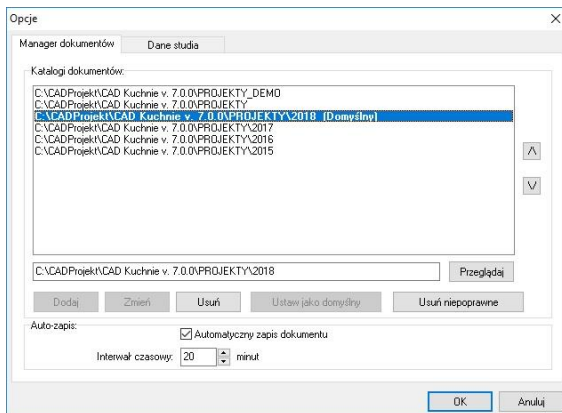 Opcje
Manager dokumentów
Dane studia
Katalogi dokumentów:
C:\CADProjekt\CAD Kuchnie v. 7.0.0\PROJEKTY_DEMO
C:\CADProjekt\CAD Kuchnie v. 7.0.0\PROJEKTY
C:\CADProjekt\CAD Kuchnie v. 7.0.0\PROJEKTY\2018 (Domyślny)
C:\CADProjekt\CAD Kuchnie v. 7.0.0\PROJEKTY\2017
C:\CADProjekt\CAD Kuchnie v. 7.0.0\PROJEKTY\2016
C:\CADProjekt\CAD Kuchnie v. 7.0.0\PROJEKTY\2015
/\
\/
C:\CADProjekt\CAD Kuchnie v. 7.0.0\PROJEKTY\2018
Przeglądaj
Dodaj
Zmień
Usuń
Ustaw jako domyślny
Usuń niepoprawne
Auto-zapis:
Automatyczny zapis dokumentu
Interwał czasowy: 20 minut
OK
Anuluj